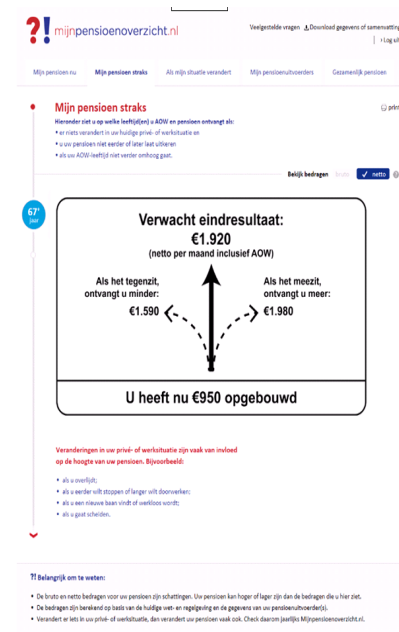 ?! mijnpensioenoverzicht.nl
Veelgestelde vragen Download gegevens of samenvatting
Log uit
Mijn pensioen nu Mijn pensioen straks Als mijn situatie verandert Mijn pensioenuitvoerders Gezamenlijk pensioen
Mijn pensioen straks
print
Hieronder ziet u op welke leeftijd(en) u AOW en pensioen ontvangt als:
• er niets verandert in uw huidige privé- of werksituatie en
• u uw pensioen niet eerder of later laat uitkeren
• als uw AOW-leeftijd niet verder omhoog gaat.
Bekijk bedragen bruto ✓ netto
67
jaar
Verwacht eindresultaat:
€1.920
(netto per maand inclusief AOW)
Als het tegenzit,
ontvangt u minder:
€1.590
Als het meezit,
ontvangt u meer:
€1.980
U heeft nu €950 opgebouwd
Veranderingen in uw privé- of werksituatie zijn vaak van invloed
op de hoogte van uw pensioen. Bijvoorbeeld:
• als u overlijdt;
• als u eerder wilt stoppen of langer wilt doorwerken;
• als u een nieuwe baan vindt of werkloos wordt;
• als u gaat scheiden.
?! Belangrijk om te weten:
• De bruto en netto bedragen voor uw pensioen zijn schattingen. Uw pensioen kan hoger of lager zijn dan de bedragen die u hier ziet.
• De bedragen zijn berekend op basis van de huidige wet- en regelgeving en de gegevens van uw pensioenuitvoerder(s).
• Verandert er iets in uw privé- of werksituatie, dan verandert uw pensioen vaak ook. Check daarom jaarlijks Mijnpensioenoverzicht.nl.